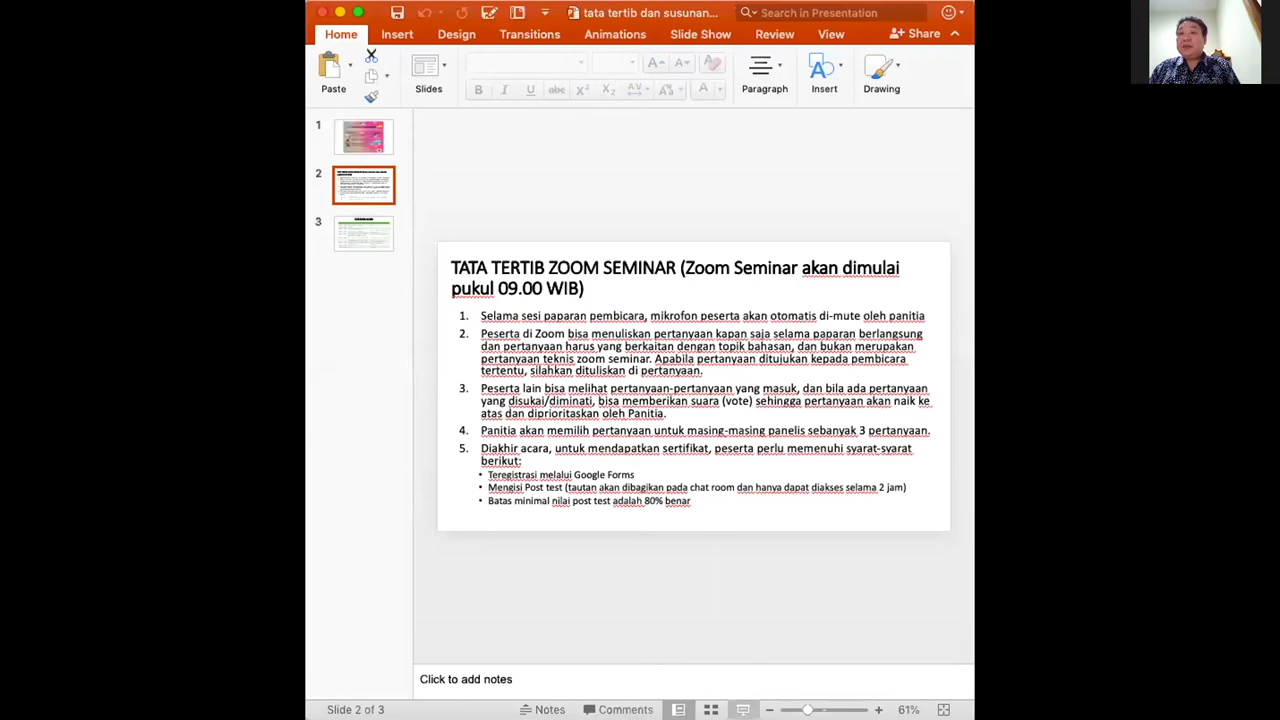 tata tertib dan susunan...
Search in Presentation
Home
Insert
Design
Transitions
Animations
Slide Show
Review
View
Share
Paste
Slides
Paragraph
Insert
Drawing
1
2
3
TATA TERTIB ZOOM SEMINAR (Zoom Seminar akan dimulai
pukul 09.00 WIB)
1. Selama sesi paparan pembicara, mikrofon peserta akan otomatis di-mute oleh panitia
2. Peserta di Zoom bisa menuliskan pertanyaan kapan saja selama paparan berlangsung
dan pertanyaan harus yang berkaitan dengan topik bahasan, dan bukan merupakan
pertanyaan teknis zoom seminar. Apabila pertanyaan ditujukan kepada pembicara
tertentu, silahkan dituliskan di pertanyaan.
3. Peserta lain bisa melihat pertanyaan-pertanyaan yang masuk, dan bila ada pertanyaan
yang disukai/diminati, bisa memberikan suara (vote) sehingga pertanyaan akan naik ke
atas dan diprioritaskan oleh Panitia.
4. Panitia akan memilih pertanyaan untuk masing-masing panelis sebanyak 3 pertanyaan.
5. Diakhir acara, untuk mendapatkan sertifikat, peserta perlu memenuhi syarat-syarat
berikut:
• Teregistrasi melalui Google Forms
• Mengisi Post test (tautan akan dibagikan pada chat room dan hanya dapat diakses selama 2 jam)
• Batas minimal nilai post test adalah 80% benar
Click to add notes
Slide 2 of 3
Notes
Comments
61%